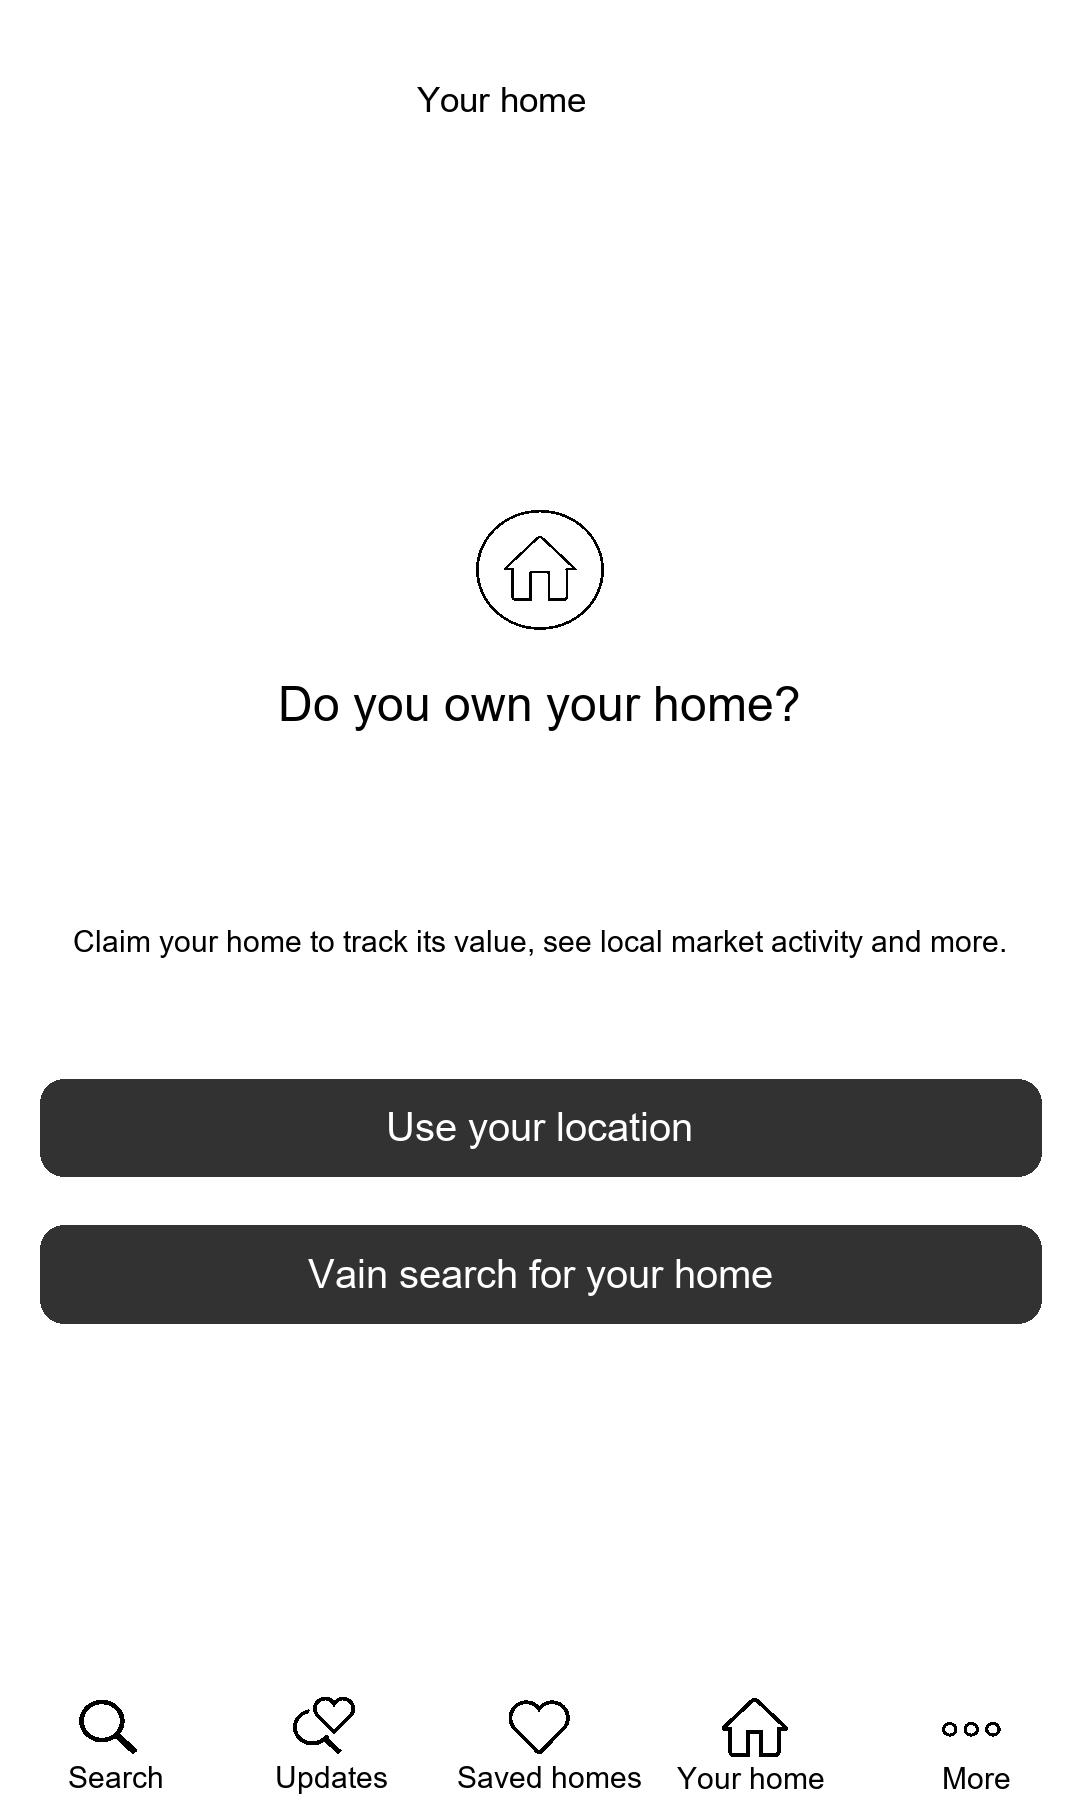 Your home
Do you own your home?
Claim your home to track its value, see local market activity and more.
Use your location
Vain search for your home
Search
Updates
Saved homes
Your home
More